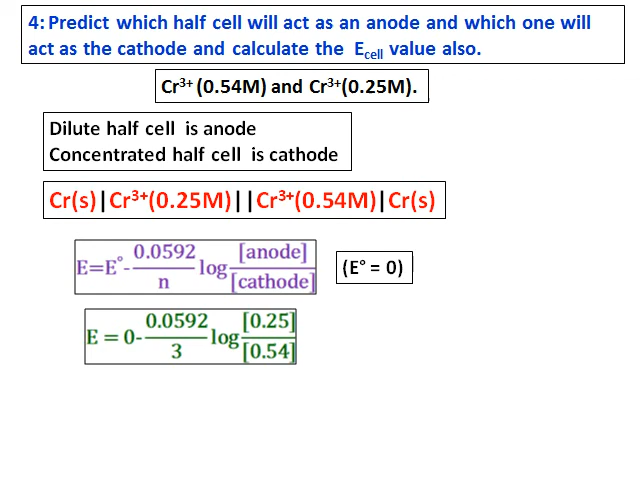 4: Predict which half cell will act as an anode and which one will
act as the cathode and calculate the E_cell value also.
Cr³⁺ (0.54M) and Cr³⁺(0.25M).
Dilute half cell is anode
Concentrated half cell is cathode
Cr(s)|Cr³⁺(0.25M)||Cr³⁺(0.54M)|Cr(s)
E=E°-0.0592/n log [anode]/[cathode] (E° = 0)
E = 0-0.0592/3 log [0.25]/[0.54]